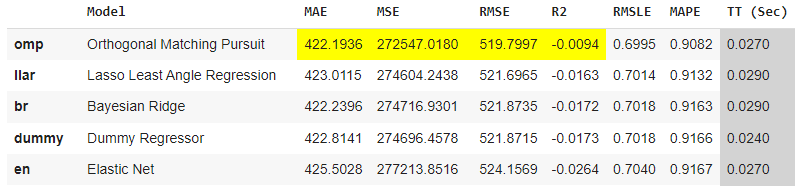 Model MAE MSE RMSE R2 RMSLE MAPE TT (Sec)
omp Orthogonal Matching Pursuit 422.1936 272547.0180 519.7997 -0.0094 0.6995 0.9082 0.0270
llar Lasso Least Angle Regression 423.0115 274604.2438 521.6965 -0.0163 0.7014 0.9132 0.0290
br Bayesian Ridge 422.2396 274716.9301 521.8735 -0.0172 0.7018 0.9163 0.0290
dummy Dummy Regressor 422.8141 274696.4578 521.8715 -0.0173 0.7018 0.9166 0.0240
en Elastic Net 425.5028 277213.8516 524.1569 -0.0264 0.7040 0.9167 0.0270